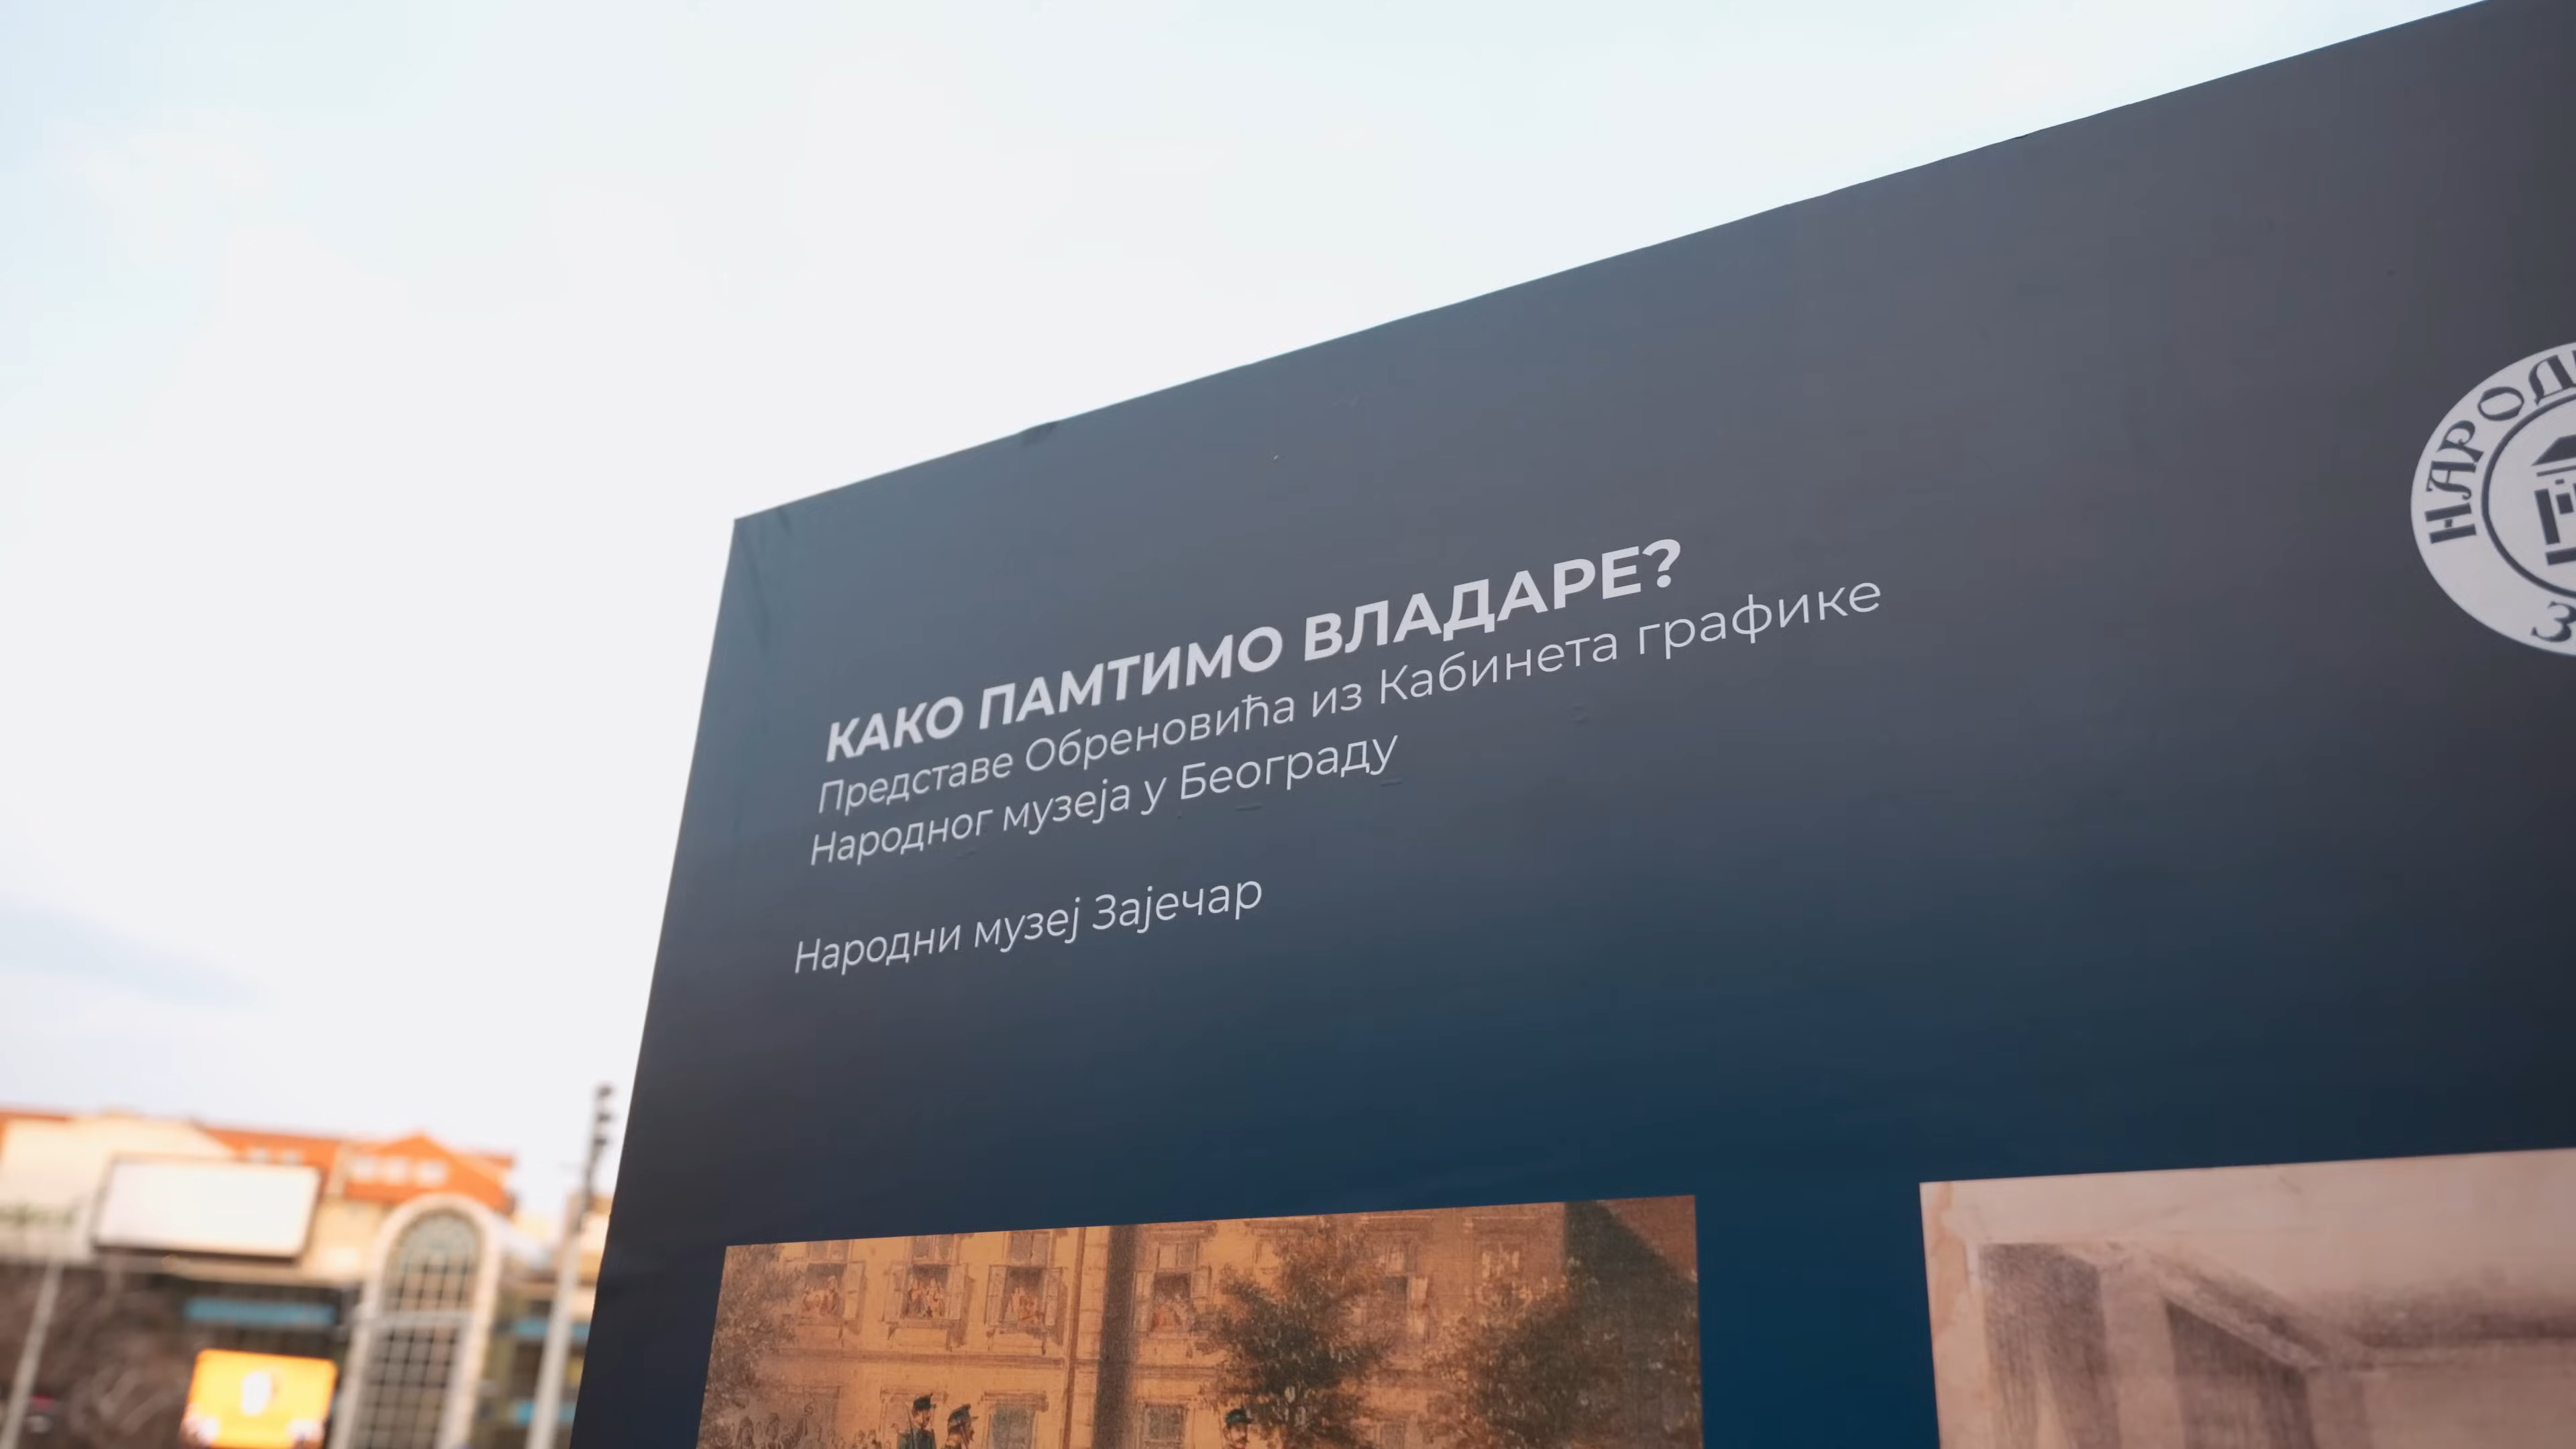 КАКО ПАМТИМО ВЛАДАРЕ?
Представе Обреновића из Кабинета графике
Народног музеја у Београду
Народни музеј Зајечар